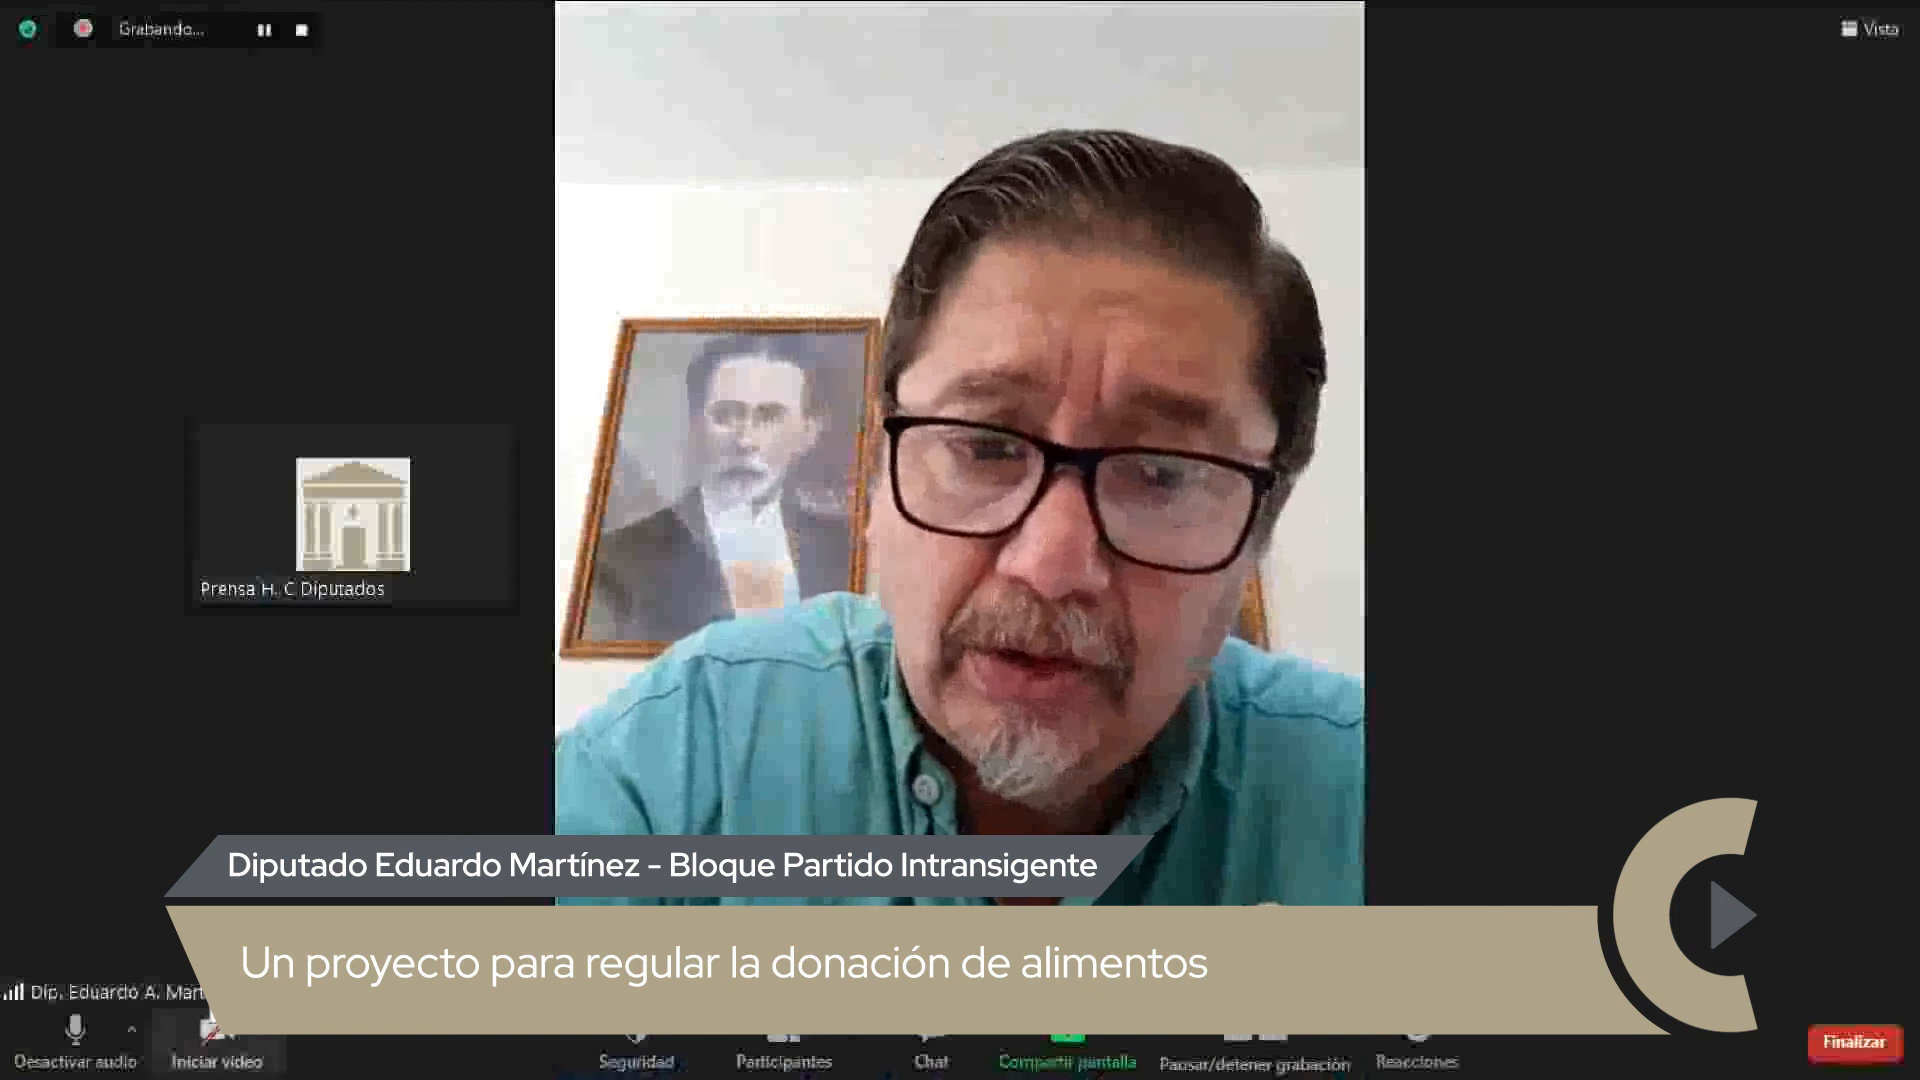 Grabando...
Vista
Prensa H. C Diputados
Diputado Eduardo Martínez - Bloque Partido Intransigente
Un proyecto para regular la donación de alimentos
Dip. Eduardo A. Mart
Desactivar audio
Iniciar video
Seguridad
Participantes
Chat
Compartir pantalla
Pausar/detener grabación
Reacciones
Finalizar